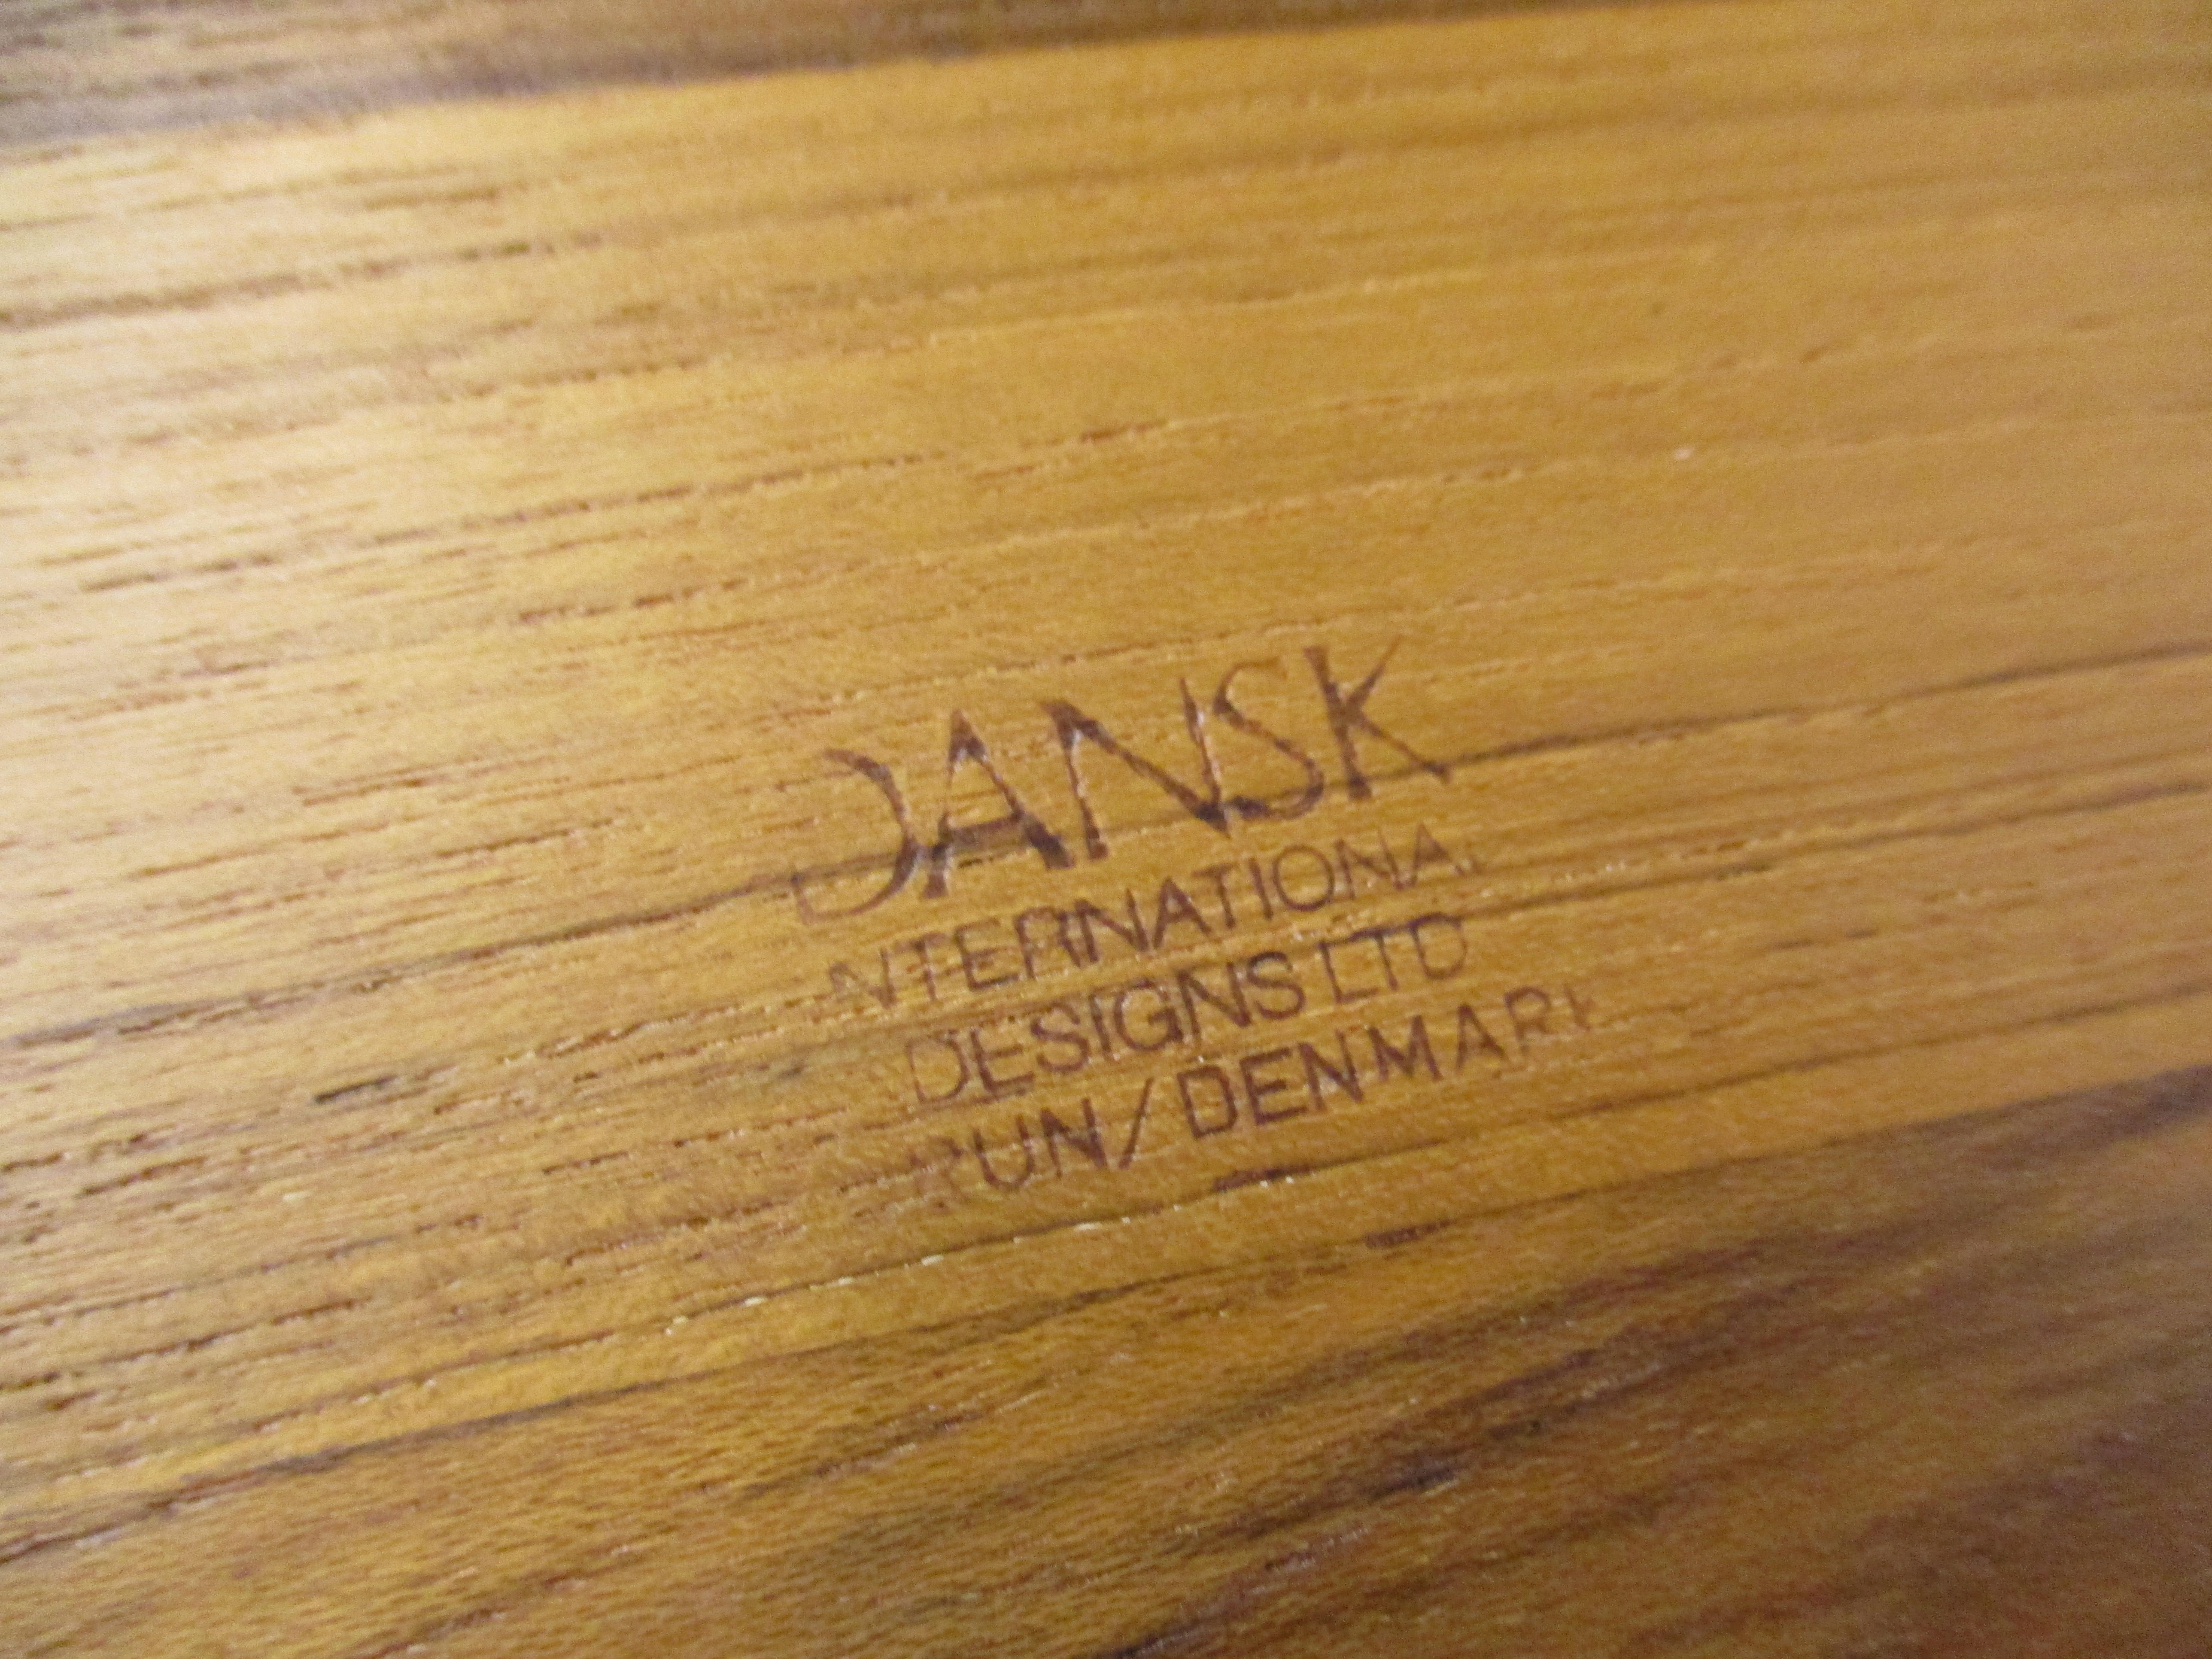 DANSK
INTERNATIONAL
DESIGNS LTD
RUN/DENMARK